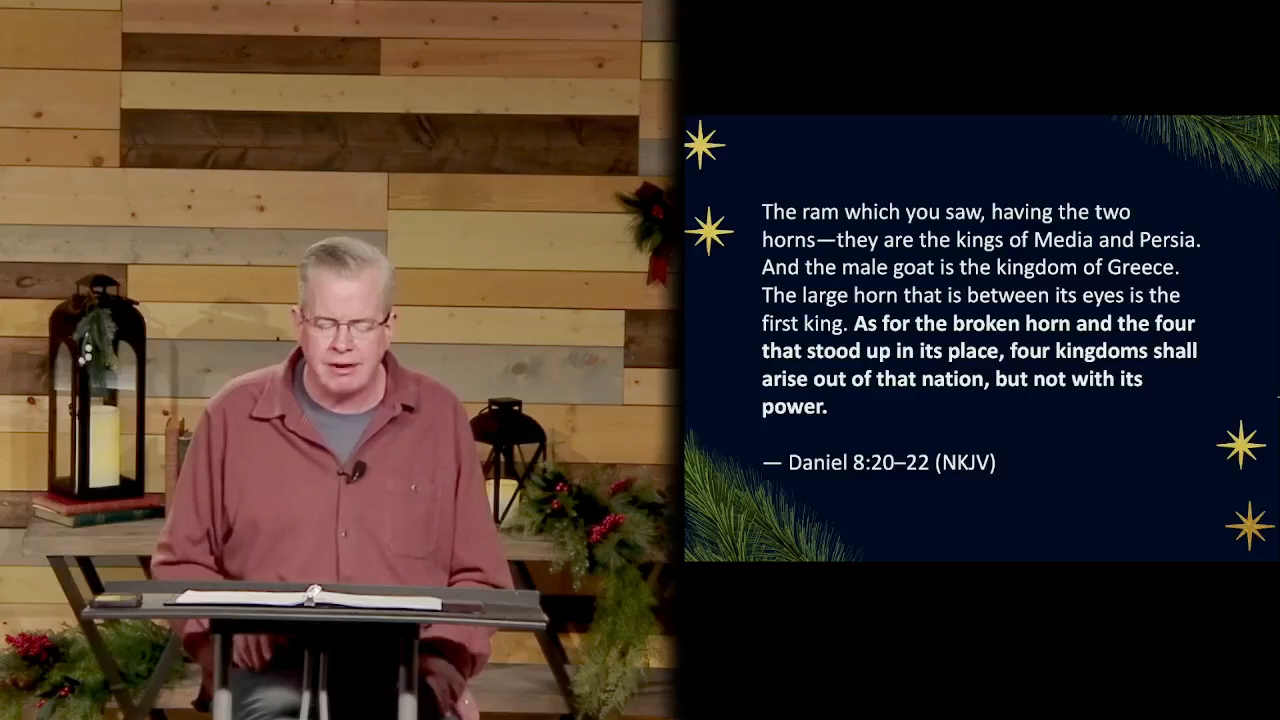 The ram which you saw, having the two
horns—they are the kings of Media and Persia.
And the male goat is the kingdom of Greece.
The large horn that is between its eyes is the
first king. As for the broken horn and the four
that stood up in its place, four kingdoms shall
arise out of that nation, but not with its
power.
— Daniel 8:20–22 (NKJV)